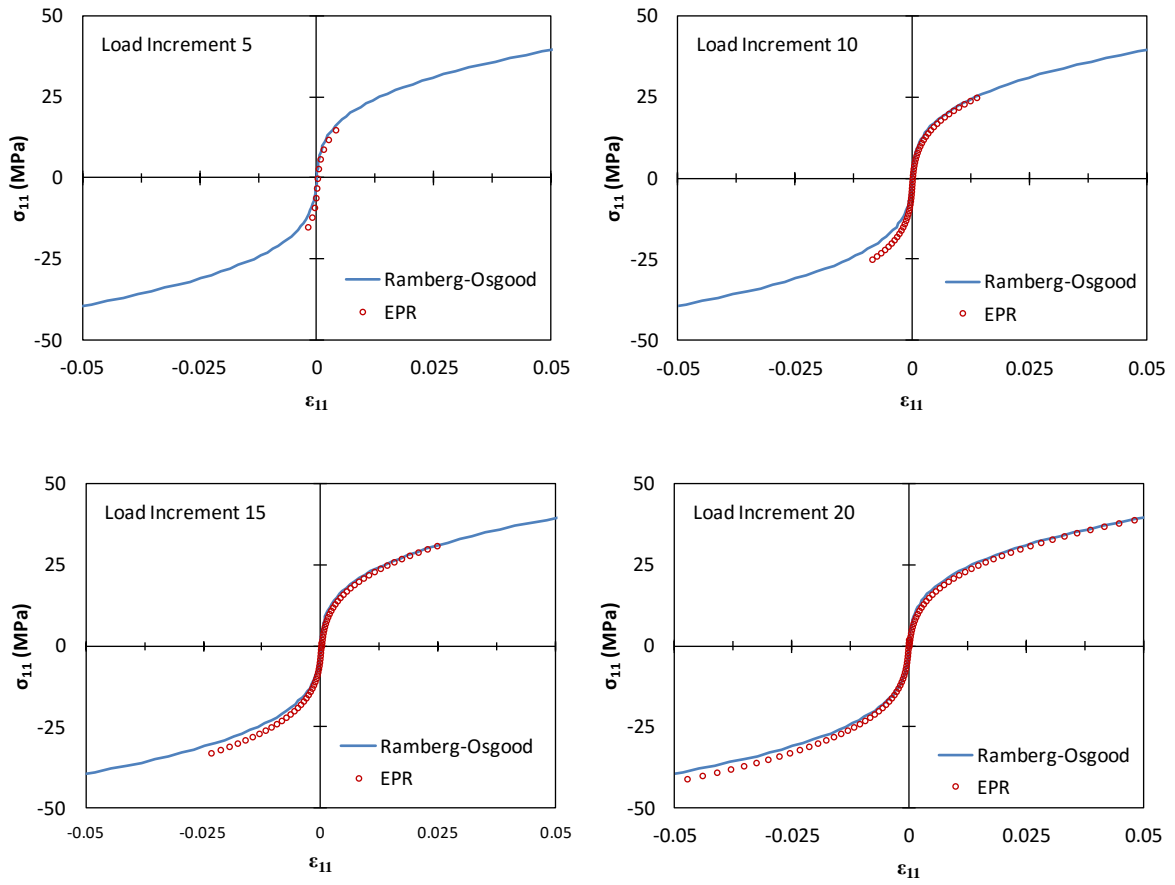 50
Load Increment 5
25
σ11 (MPa)
0
-25
Ramberg-Osgood
EPR
-50
-0.05
-0.025
0
0.025
0.05
ε11
50
Load Increment 10
25
σ11 (MPa)
0
-25
Ramberg-Osgood
EPR
-50
-0.05
-0.025
0
0.025
0.05
ε11
50
Load Increment 15
25
σ11 (MPa)
0
-25
Ramberg-Osgood
EPR
-50
-0.05
-0.025
0
0.025
0.05
ε11
50
Load Increment 20
25
σ11 (MPa)
0
-25
Ramberg-Osgood
EPR
-50
-0.05
-0.025
0
0.025
0.05
ε11